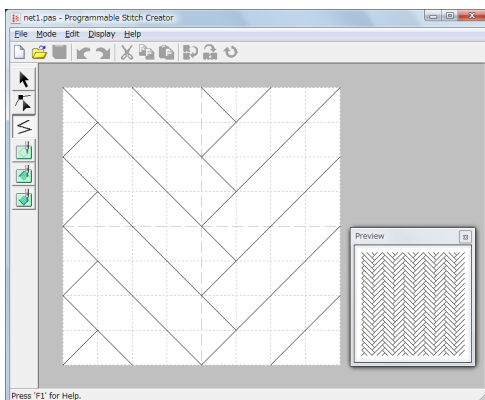 net1.pas - Programmable Stitch Creator
File Mode Edit Display Help
Preview
Press 'F1' for Help.